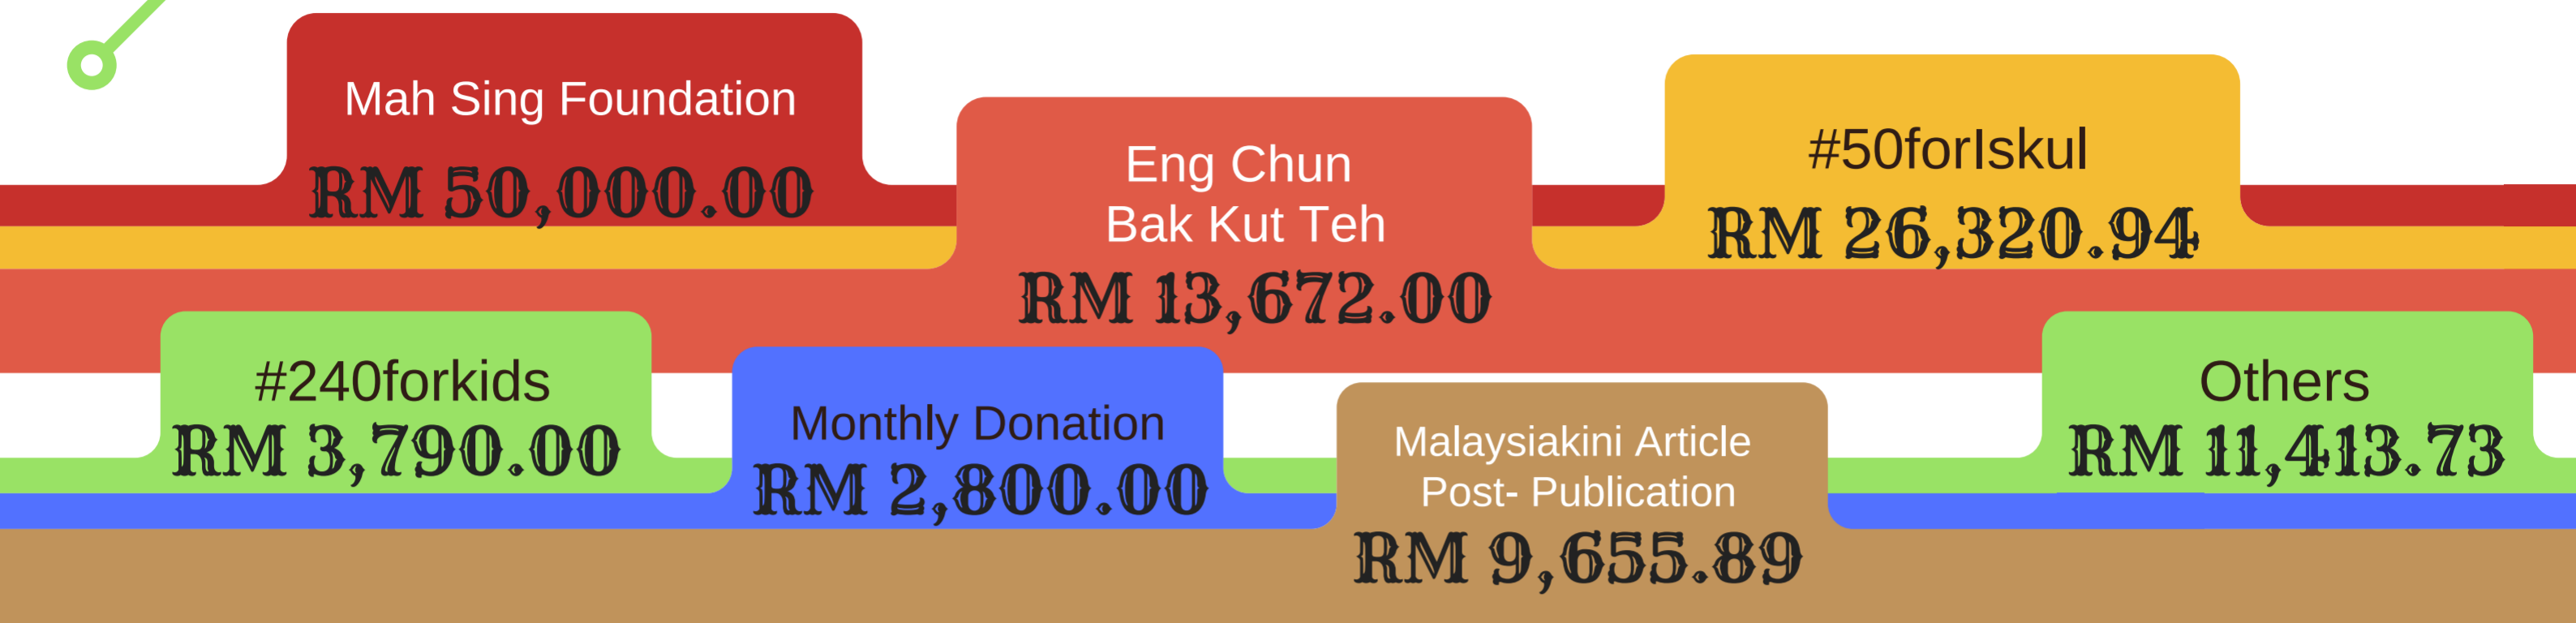 Mah Sing Foundation
RM 50,000.00
Eng Chun
Bak Kut Teh
RM 13,672.00
#50forIskul
RM 26,320.94
#240forkids
RM 3,790.00
Monthly Donation
RM 2,800.00
Malaysiakini Article
Post- Publication
RM 9,655.89
Others
RM 11,413.73